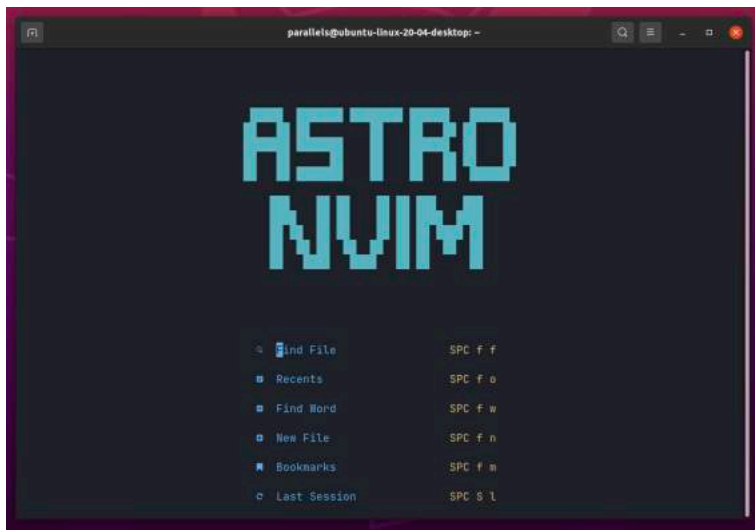 parallels@ubuntu-linux-20-04-desktop: ~
ASTRO
NVIM
Find File SPC f f
Recents SPC f o
Find Word SPC f w
New File SPC f n
Bookmarks SPC f m
Last Session SPC S l